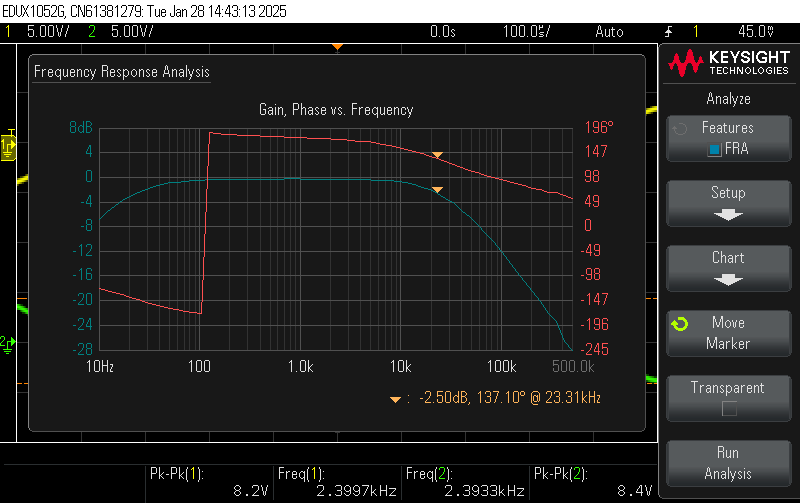 EDUX1052G, CN61381279: Tue Jan 28 14:43:13 2025
1 5.00V/ 2 5.00V/ 0.0s 100.0s/ Auto 1 45.0V
KEYSIGHT
TECHNOLOGIES
Analyze
Features
FRA
Setup
Chart
Move
Marker
Transparent
Run
Analysis
Frequency Response Analysis
Gain, Phase vs. Frequency
8dB 196°
4 147
0 98
-4 49
-8 0
-12 -49
-16 -98
-20 -147
-24 -196
-28 -245
10Hz 100 1.0k 10k 100k 500.0k
: -2.50dB, 137.10° @ 23.31kHz
T
1
2
Pk-Pk(1): Freq(1): Freq(2): Pk-Pk(2):
8.2V 2.3997kHz 2.3933kHz 8.4V